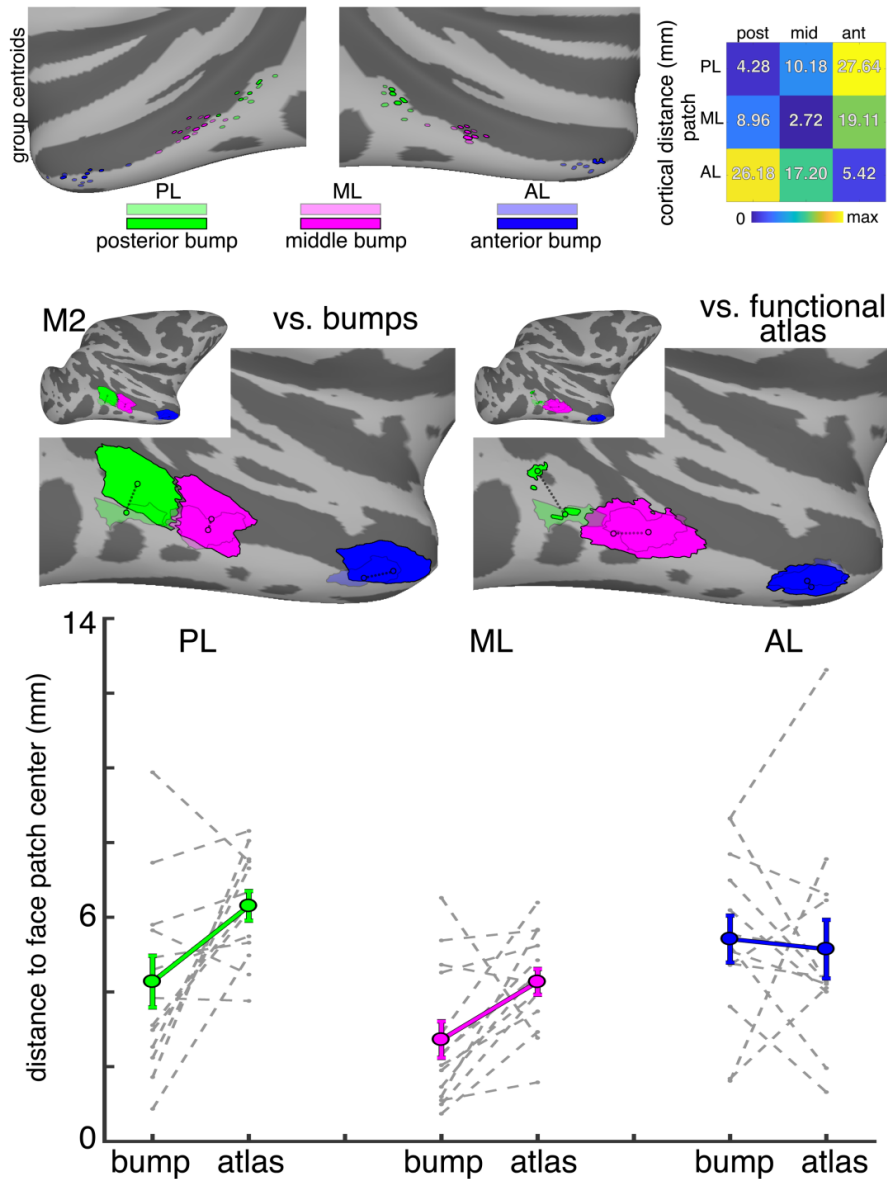 group centroids
PL ML AL
posterior bump middle bump anterior bump
cortical distance (mm)
patch
post mid ant
PL 4.28 10.18 27.64
ML 8.96 2.72 19.11
AL 26.18 17.20 5.42
0 max
M2 vs. bumps
vs. functional
atlas
distance to face patch center (mm)
14
6
0
PL ML AL
bump atlas bump atlas bump atlas